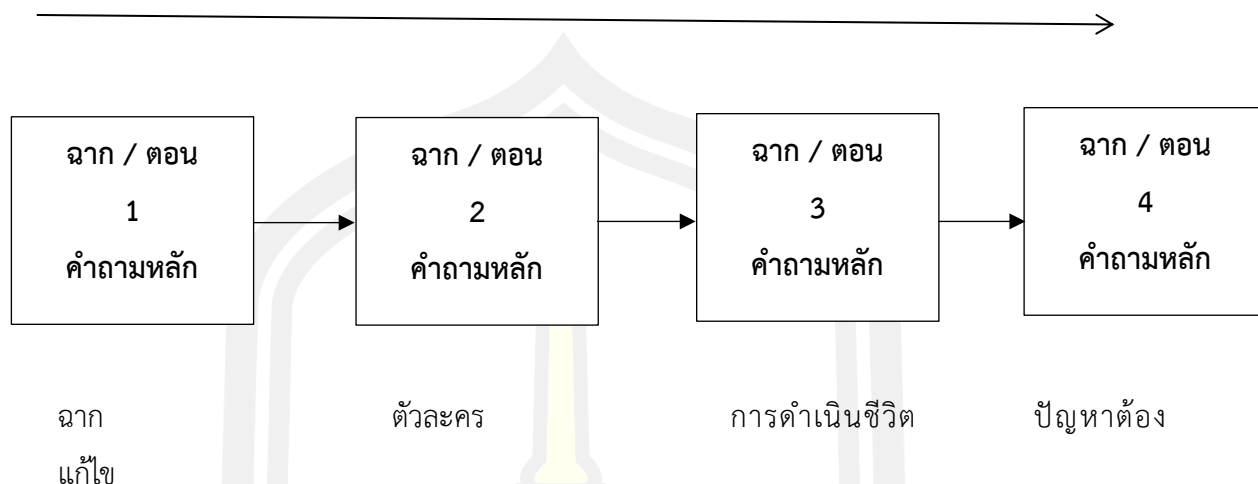 ฉาก / ตอน
1
คำถามหลัก
ฉาก / ตอน
2
คำถามหลัก
ฉาก / ตอน
3
คำถามหลัก
ฉาก / ตอน
4
คำถามหลัก
ฉาก ตัวละคร การดำเนินชีวิต ปัญหาต้อง
แก้ไข